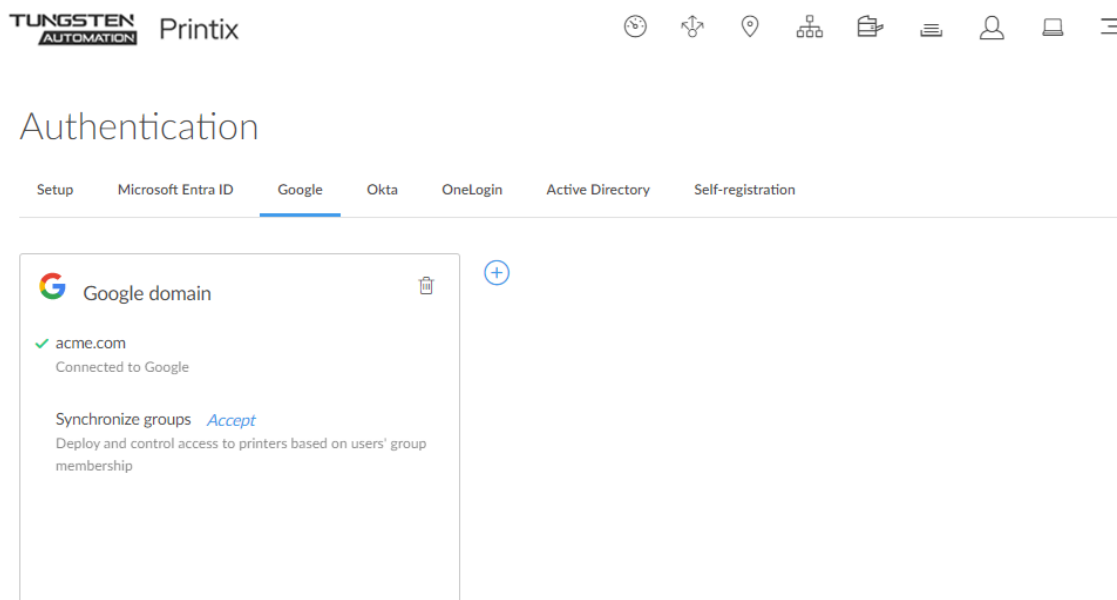 TUNGSTEN
AUTOMATION
Printix
Authentication
Setup Microsoft Entra ID Google Okta OneLogin Active Directory Self-registration
Google domain
acme.com
Connected to Google
Synchronize groups Accept
Deploy and control access to printers based on users' group
membership